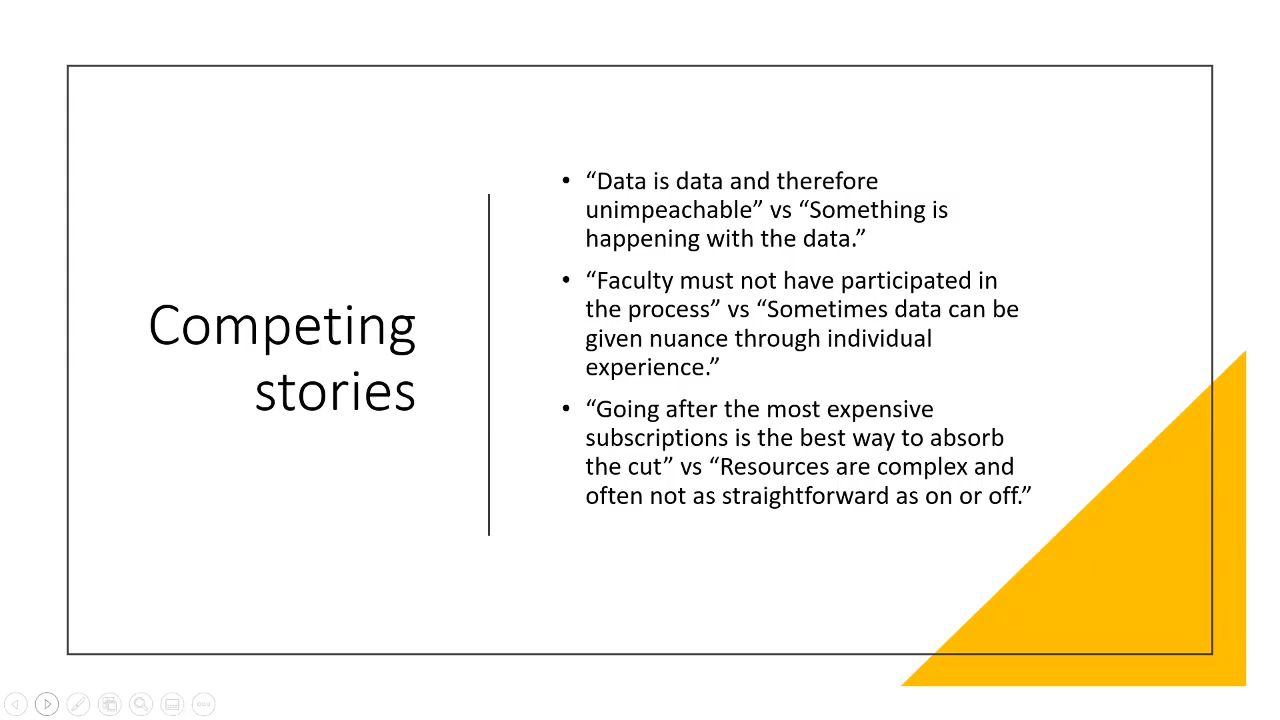 Competing
stories
• “Data is data and therefore
unimpeachable” vs “Something is
happening with the data.”
• “Faculty must not have participated in
the process” vs “Sometimes data can be
given nuance through individual
experience.”
• “Going after the most expensive
subscriptions is the best way to absorb
the cut” vs “Resources are complex and
often not as straightforward as on or off.”